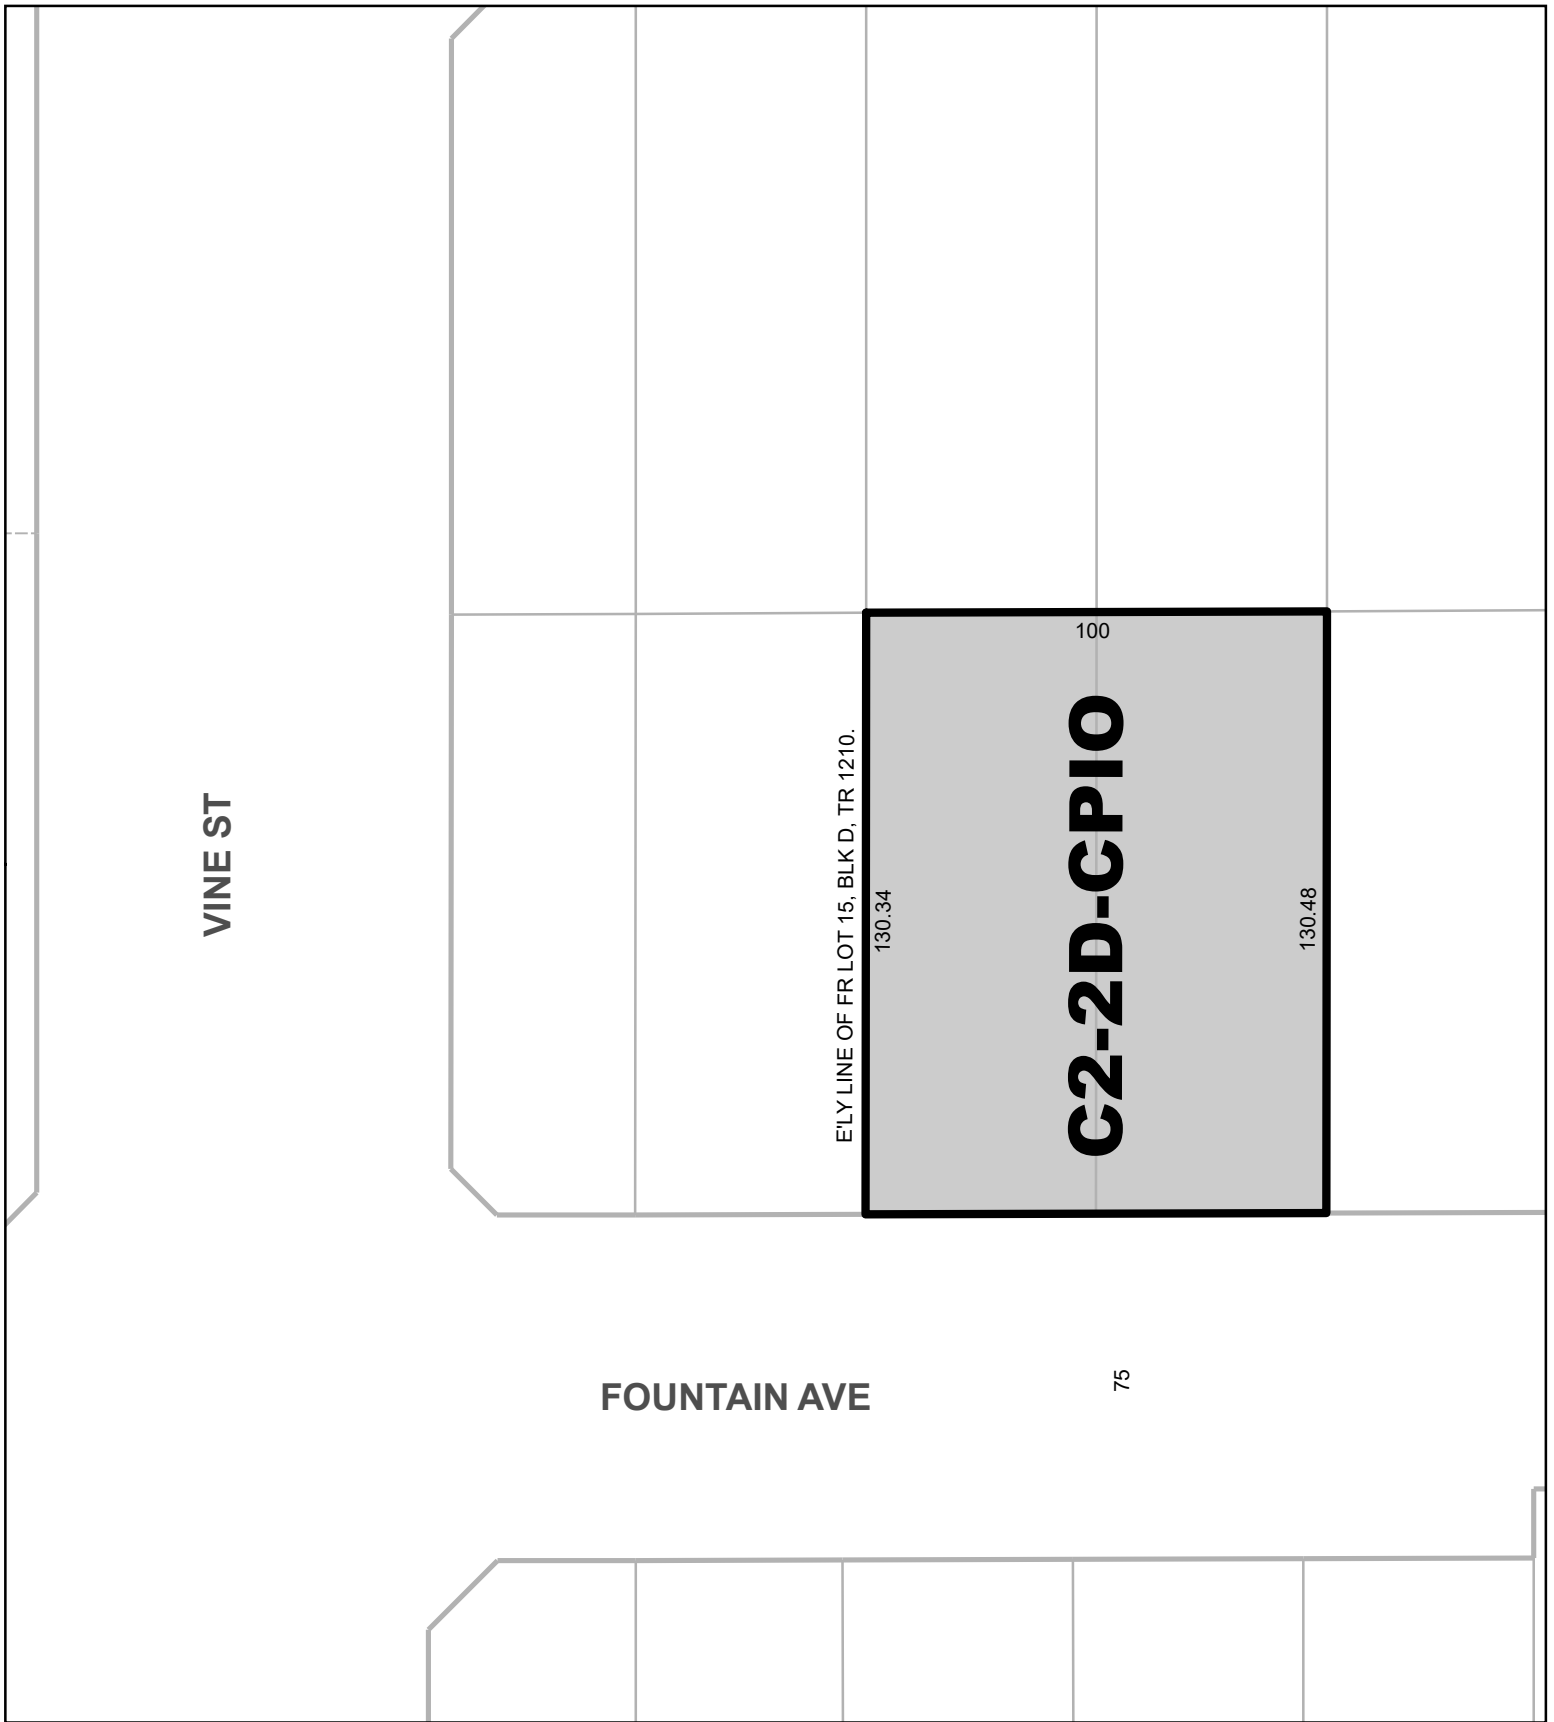 100
VINE ST
E'LY LINE OF FR LOT 15, BLK D, TR 1210.
130.34
C2-2D-CPIO
130.48
FOUNTAIN AVE
75